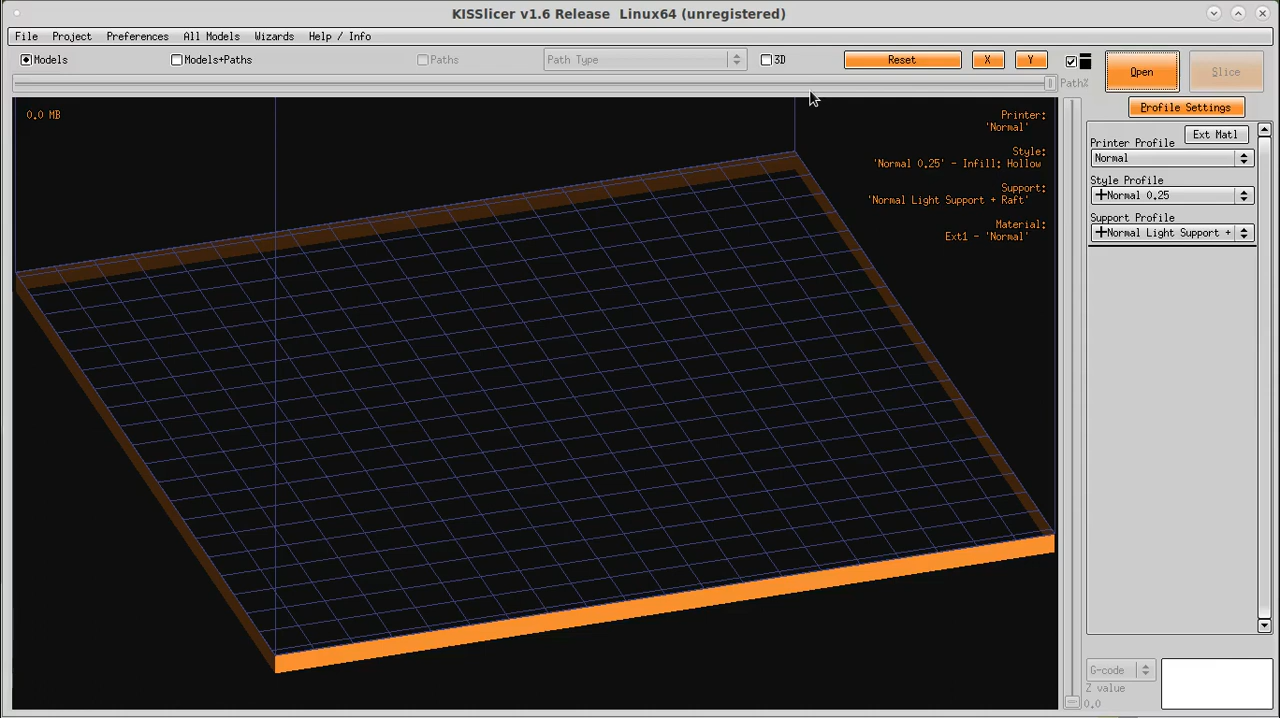 KISSlicer v1.6 Release  Linux64 (unregistered)
File Project Preferences All Models Wizards Help / Info
Models Models+Paths Paths Path Type 3D Reset X Y Open Slice
Path%
Profile Settings
0.0 MB
Printer:
'Normal'
Style:
'Normal 0.25' - Infill: Hollow
Support:
'Normal Light Support + Raft'
Material:
Ext1 - 'Normal'
Ext Matl
Printer Profile
Normal
Style Profile
+Normal 0.25
Support Profile
+Normal Light Support +
G-code
Z value
0.0